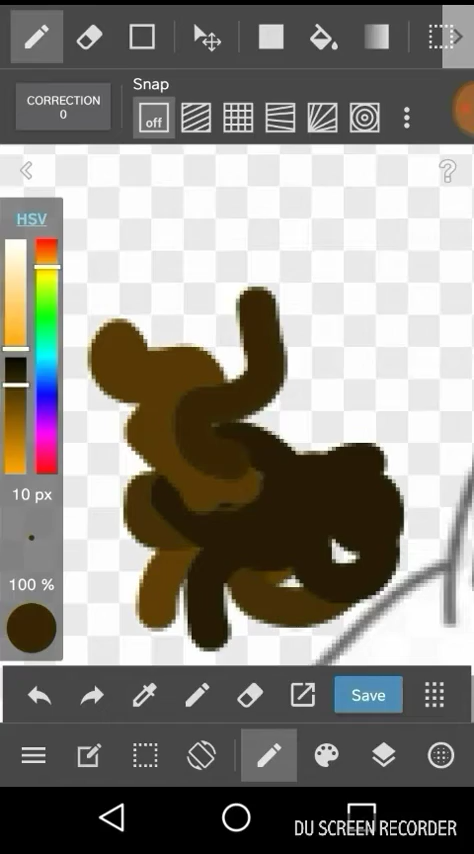 Snap
CORRECTION
0
off
?
HSV
10 px
100 %
Save
DU SCREEN RECORDER